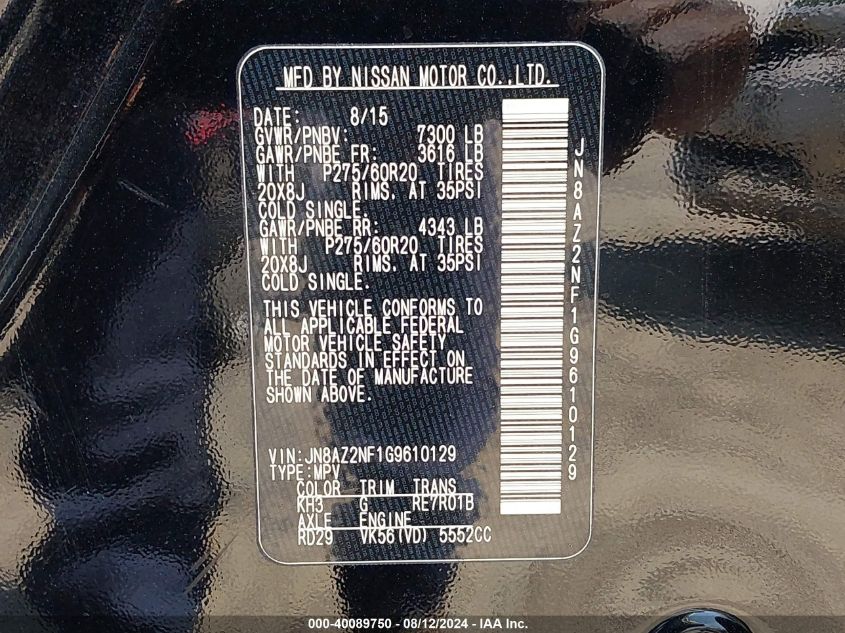 MFD BY NISSAN MOTOR CO.,LTD.
DATE: 8/15
GVWR/PNBV: 7300 LB
GAWR/PNBE FR: 3616 LB
WITH P275/60R20 TIRES
20X8J RIMS. AT 35PSI
COLD SINGLE.
GAWR/PNBE RR: 4343 LB
WITH P275/60R20 TIRES
20X8J RIMS. AT 35PSI
COLD SINGLE.
THIS VEHICLE CONFORMS TO
ALL APPLICABLE FEDERAL
MOTOR VEHICLE SAFETY
STANDARDS IN EFFECT ON
THE DATE OF MANUFACTURE
SHOWN ABOVE.
VIN:JN8AZ2NF1G9610129
TYPE:MPV
COLOR TRIM TRANS
KH3 G RE7R01B
AXLE ENGINE
RD29 VK56(VD) 5552CC
JN8AZ2NF1G9610129
000-40089750 - 08/12/2024 - IAA Inc.